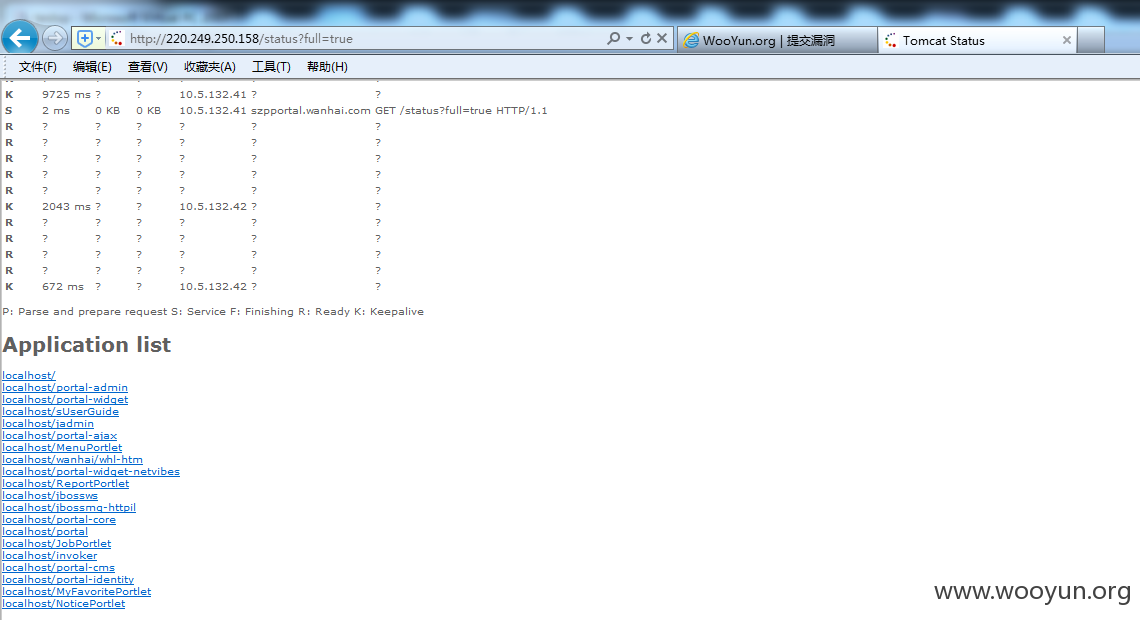 http://220.249.250.158/status?full=true
WooYun.org | 提交漏洞
Tomcat Status
文件(F) 编辑(E) 查看(V) 收藏夹(A) 工具(T) 帮助(H)
K 9725 ms ? ? 10.5.132.41 ? ?
S 2 ms 0 KB 0 KB 10.5.132.41 szpportal.wanhai.com GET /status?full=true HTTP/1.1
R ? ? ? ? ? ?
R ? ? ? ? ? ?
R ? ? ? ? ? ?
R ? ? ? ? ? ?
R ? ? ? ? ? ?
K 2043 ms ? ? 10.5.132.42 ? ?
R ? ? ? ? ? ?
R ? ? ? ? ? ?
R ? ? ? ? ? ?
R ? ? ? ? ? ?
K 672 ms ? ? 10.5.132.42 ? ?
P: Parse and prepare request S: Service F: Finishing R: Ready K: Keepalive
Application list
localhost/
localhost/portal-admin
localhost/portal-widget
localhost/sUserGuide
localhost/jadmin
localhost/portal-ajax
localhost/MenuPortlet
localhost/wanhai/whl-htm
localhost/portal-widget-netvibes
localhost/ReportPortlet
localhost/jbossws
localhost/jbossmq-httpil
localhost/portal-core
localhost/portal
localhost/JobPortlet
localhost/invoker
localhost/portal-cms
localhost/portal-identity
localhost/MyFavoritePortlet
localhost/NoticePortlet
www.wooyun.org